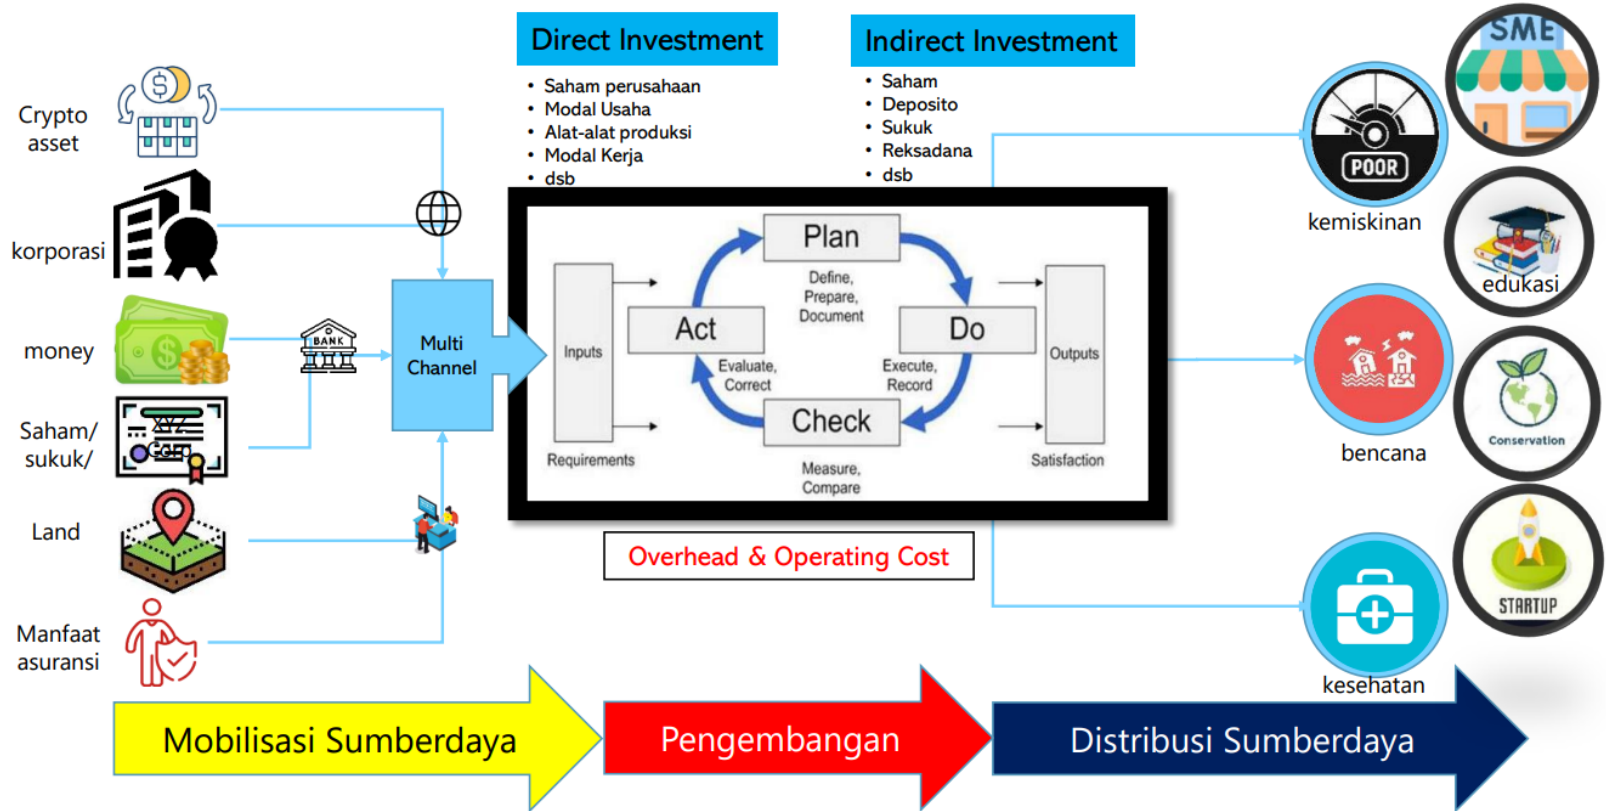 Direct Investment
• Saham perusahaan
• Modal Usaha
• Alat-alat produksi
• Modal Kerja
• dsb
Indirect Investment
• Saham
• Deposito
• Sukuk
• Reksadana
• dsb
Crypto
asset
korporasi
money
BANK
Saham/
sukuk/
XYZ
Corp
Land
Manfaat
asuransi
Multi
Channel
Inputs
Requirements
Plan
Define,
Prepare,
Document
Do
Execute,
Record
Check
Measure,
Compare
Act
Evaluate,
Correct
Outputs
Satisfaction
Overhead & Operating Cost
POOR
kemiskinan
bencana
kesehatan
SME
edukasi
Conservation
STARTUP
Mobilisasi Sumberdaya
Pengembangan
Distribusi Sumberdaya